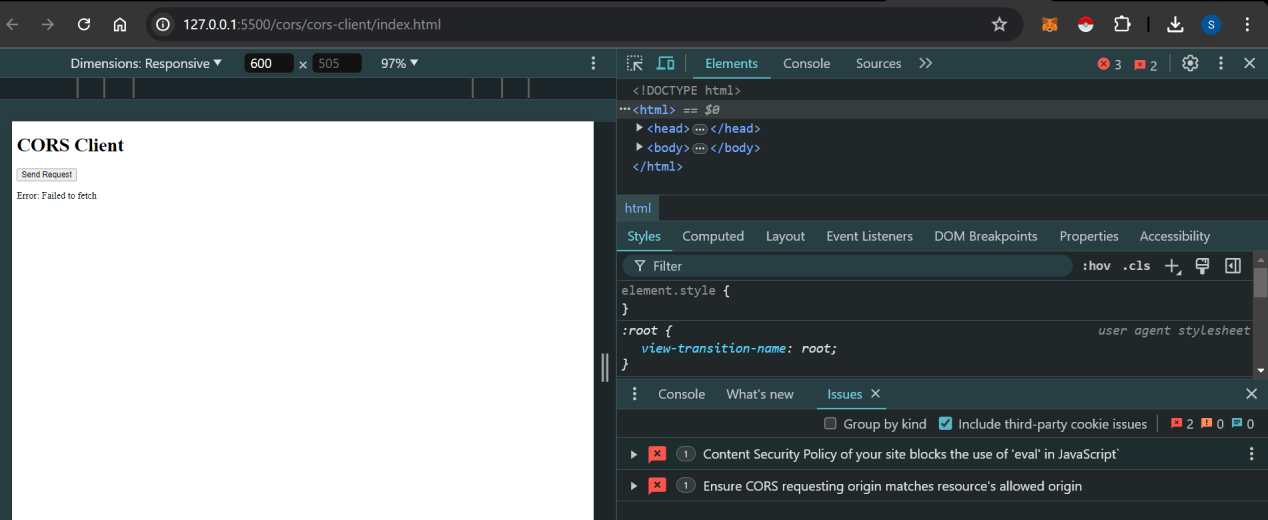 127.0.0.1:5500/cors/cors-client/index.html
S
Dimensions: Responsive 600 × 505 97%
Elements Console Sources 3 2
<!DOCTYPE html>
<html> == $0
<head> </head>
<body> </body>
</html>
html
Styles Computed Layout Event Listeners DOM Breakpoints Properties Accessibility
Filter :hov .cls
element.style {
}
:root { user agent stylesheet
view-transition-name: root;
}
Console What's new Issues
Group by kind Include third-party cookie issues 2 0 0
1 Content Security Policy of your site blocks the use of 'eval' in JavaScript`
1 Ensure CORS requesting origin matches resource's allowed origin
CORS Client
Send Request
Error: Failed to fetch